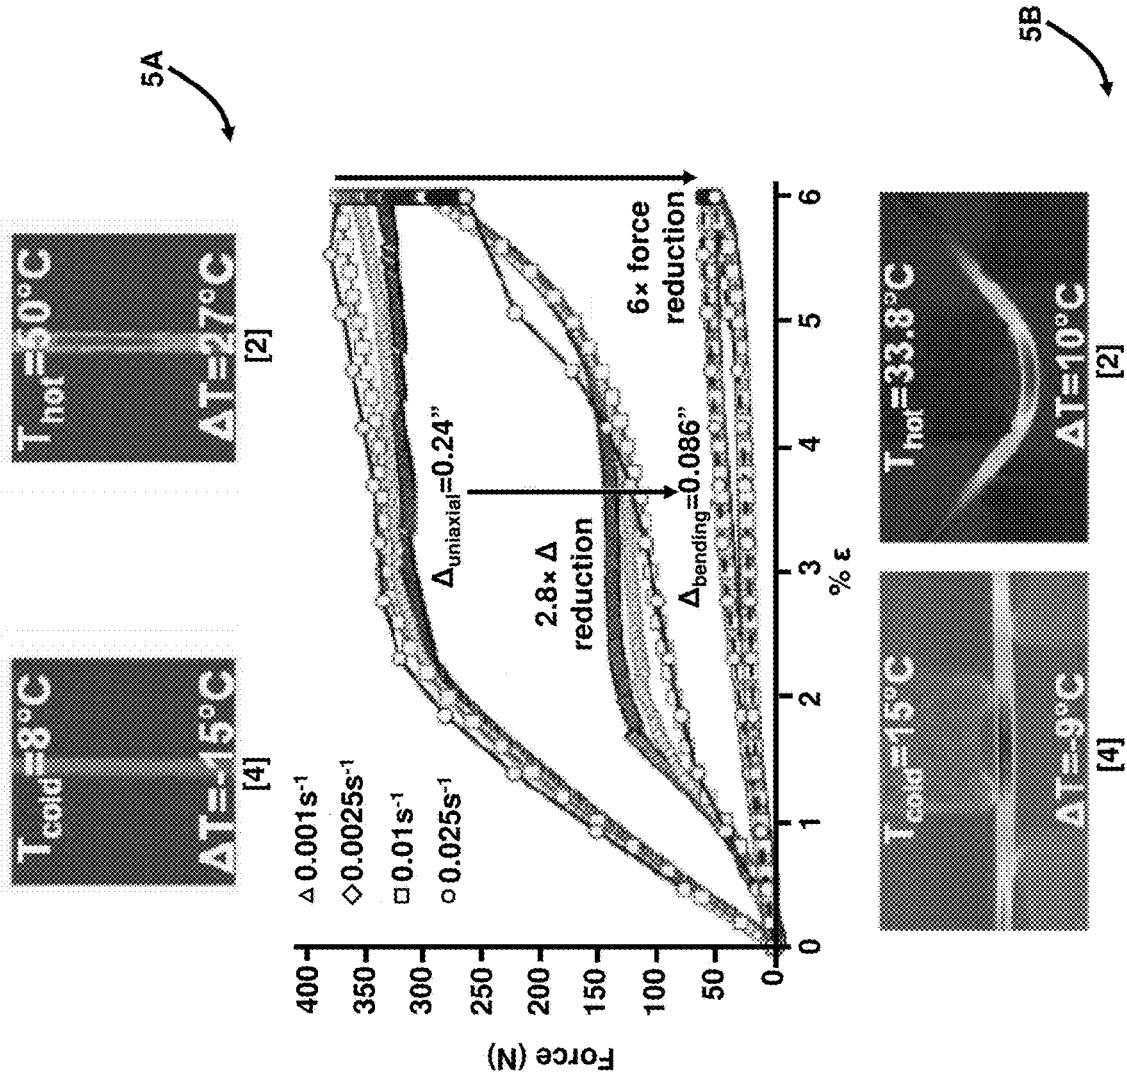 5A
T_cold=8°C
ΔT=-15°C
[4]
T_hot=50°C
ΔT=27°C
[2]
△ 0.001s⁻¹
◇ 0.0025s⁻¹
□ 0.01s⁻¹
○ 0.025s⁻¹
Δ_uniaxial=0.24”
2.8× Δ
reduction
Δ_bending=0.086”
6× force
reduction
Force (N)
400
350
300
250
200
150
100
50
0
0
1
2
3
4
5
6
% ε
5B
T_cold=15°C
ΔT=-9°C
[4]
T_hot=33.8°C
ΔT=10°C
[2]